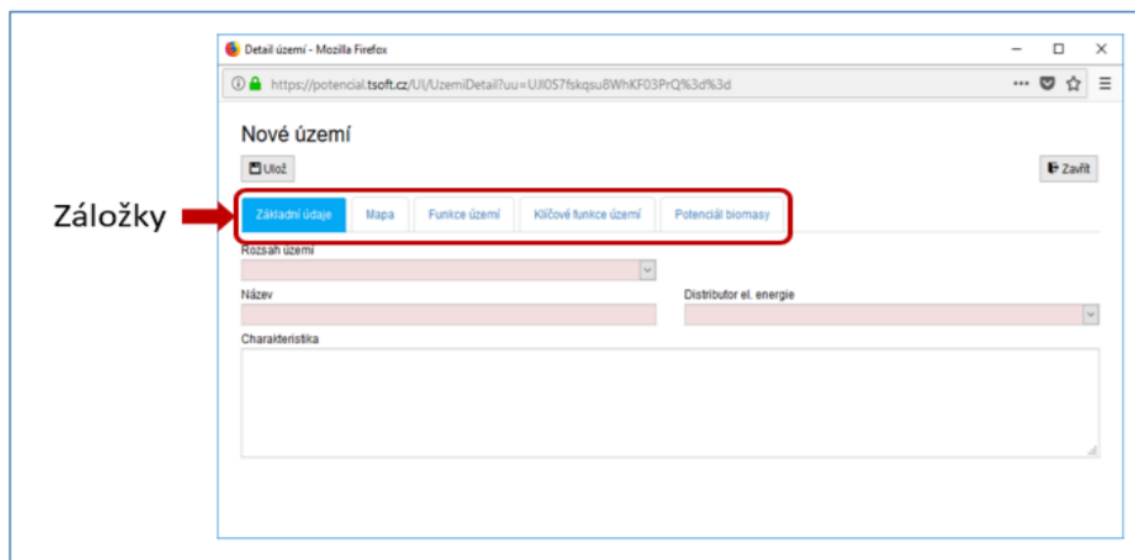 Detail území - Mozilla Firefox
https://potencial.tsoft.cz/UI/UzemiDetail?uu=UJI0S7fskqsu8WhKF03PrQ%3d%3d
Nové území
Ulož
Zavřít
Záložky
Základní údaje Mapa Funkce území Klíčové funkce území Potenciál biomasy
Rozsah území
Název Distributor el. energie
Charakteristika